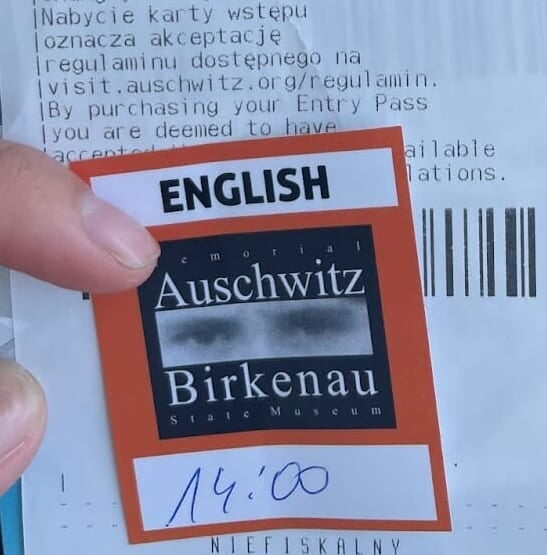 Nabycie karty wstępu
oznacza akceptację
regulaminu dostępnego na
visit.auschwitz.org/regulamin.
By purchasing your Entry Pass
you are deemed to have
ailable
lations.
ENGLISH
emorial
Auschwitz
Birkenau
State Museum
14:00
NIEFISKALNY